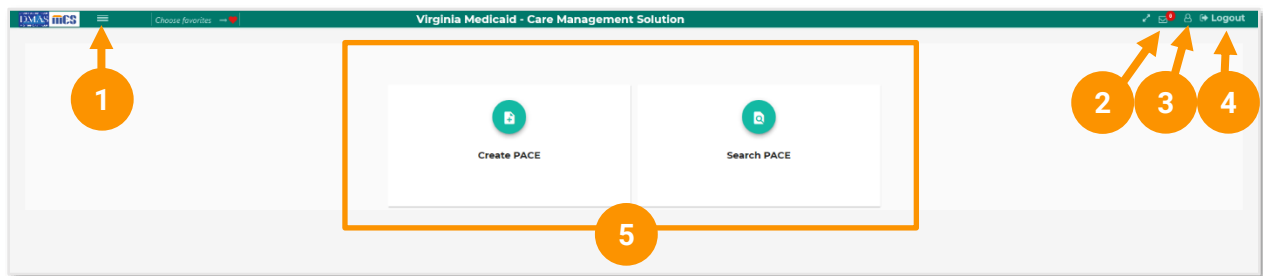 DMAS mcs Choose favorites Virginia Medicaid - Care Management Solution 0 Logout
1
2 3 4
Create PACE Search PACE
5